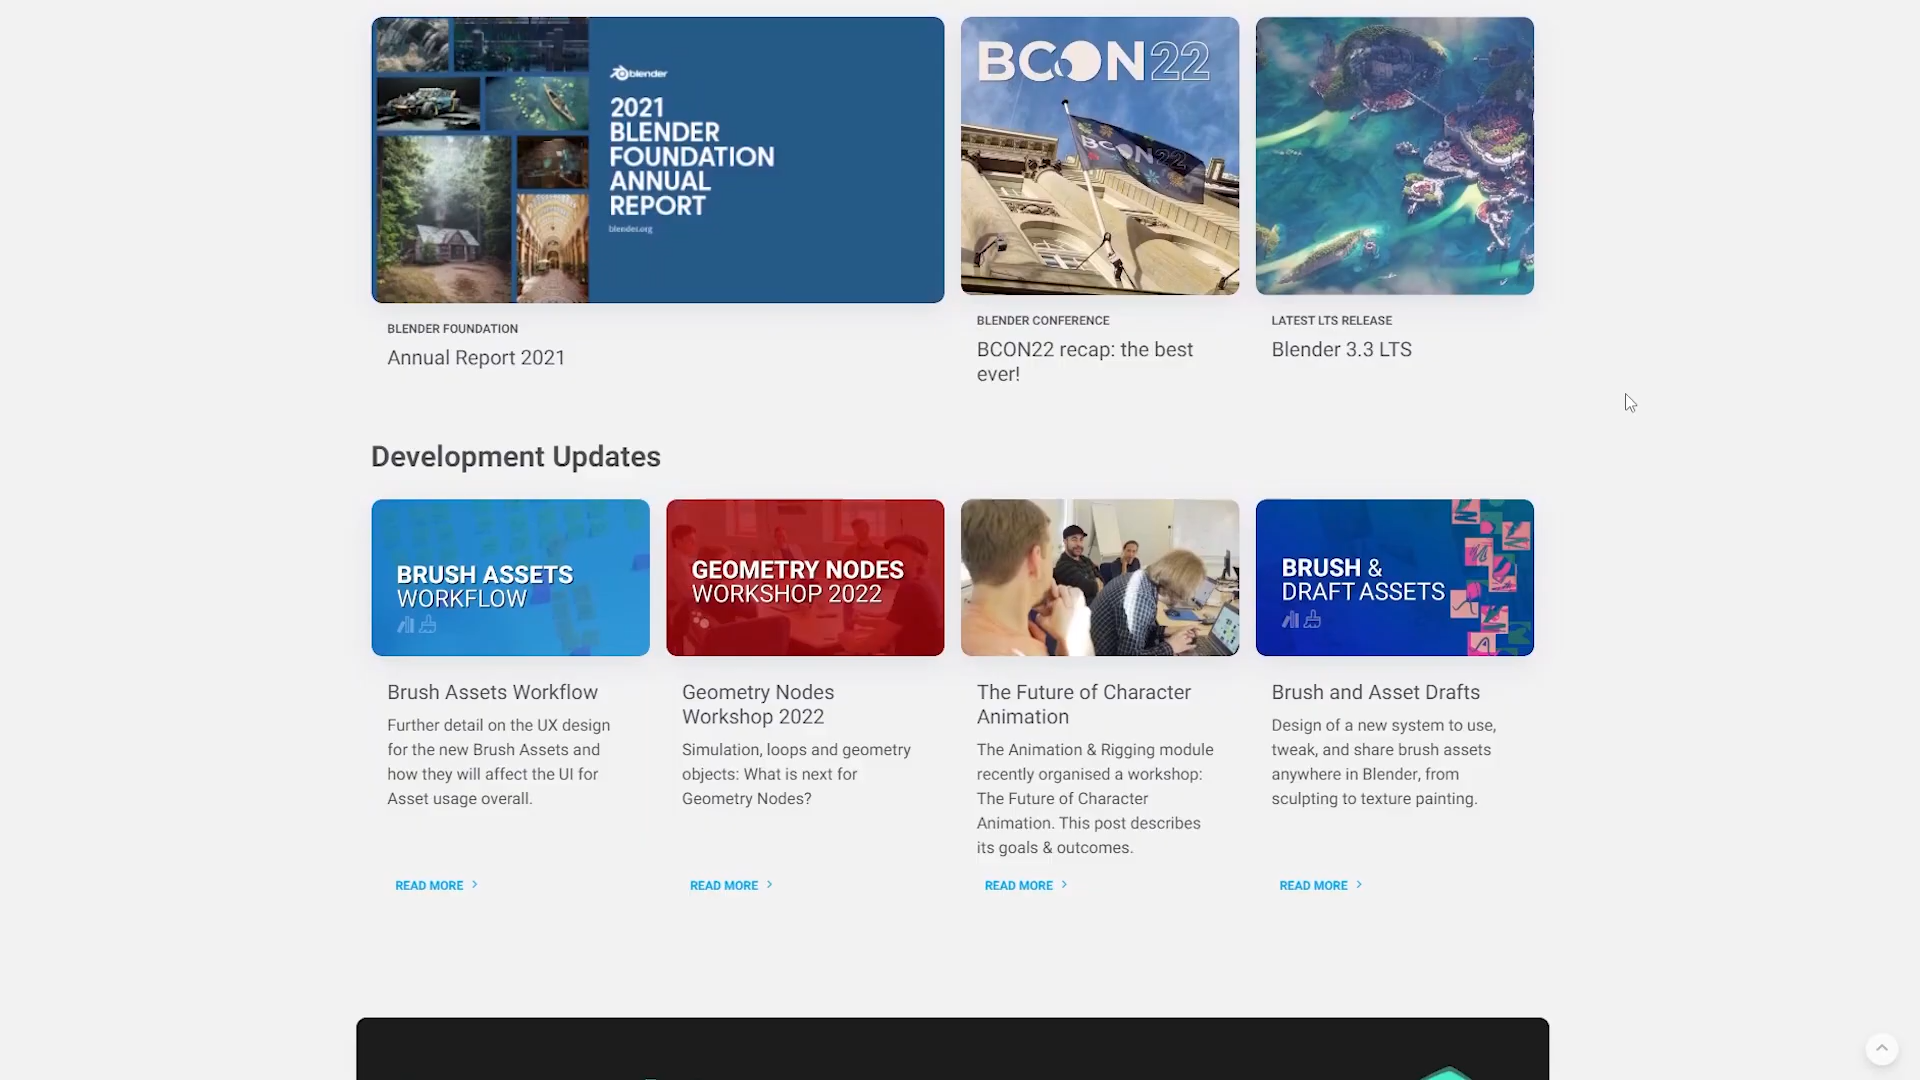 blender
2021
BLENDER
FOUNDATION
ANNUAL
REPORT
blender.org
BCON22
BCON22
BLENDER FOUNDATION
Annual Report 2021
BLENDER CONFERENCE
BCON22 recap: the best
ever!
LATEST LTS RELEASE
Blender 3.3 LTS
Development Updates
BRUSH ASSETS
WORKFLOW
GEOMETRY NODES
WORKSHOP 2022
BRUSH &
DRAFT ASSETS
Brush Assets Workflow
Further detail on the UX design
for the new Brush Assets and
how they will affect the UI for
Asset usage overall.
READ MORE
Geometry Nodes
Workshop 2022
Simulation, loops and geometry
objects: What is next for
Geometry Nodes?
READ MORE
The Future of Character
Animation
The Animation & Rigging module
recently organised a workshop:
The Future of Character
Animation. This post describes
its goals & outcomes.
READ MORE
Brush and Asset Drafts
Design of a new system to use,
tweak, and share brush assets
anywhere in Blender, from
sculpting to texture painting.
READ MORE